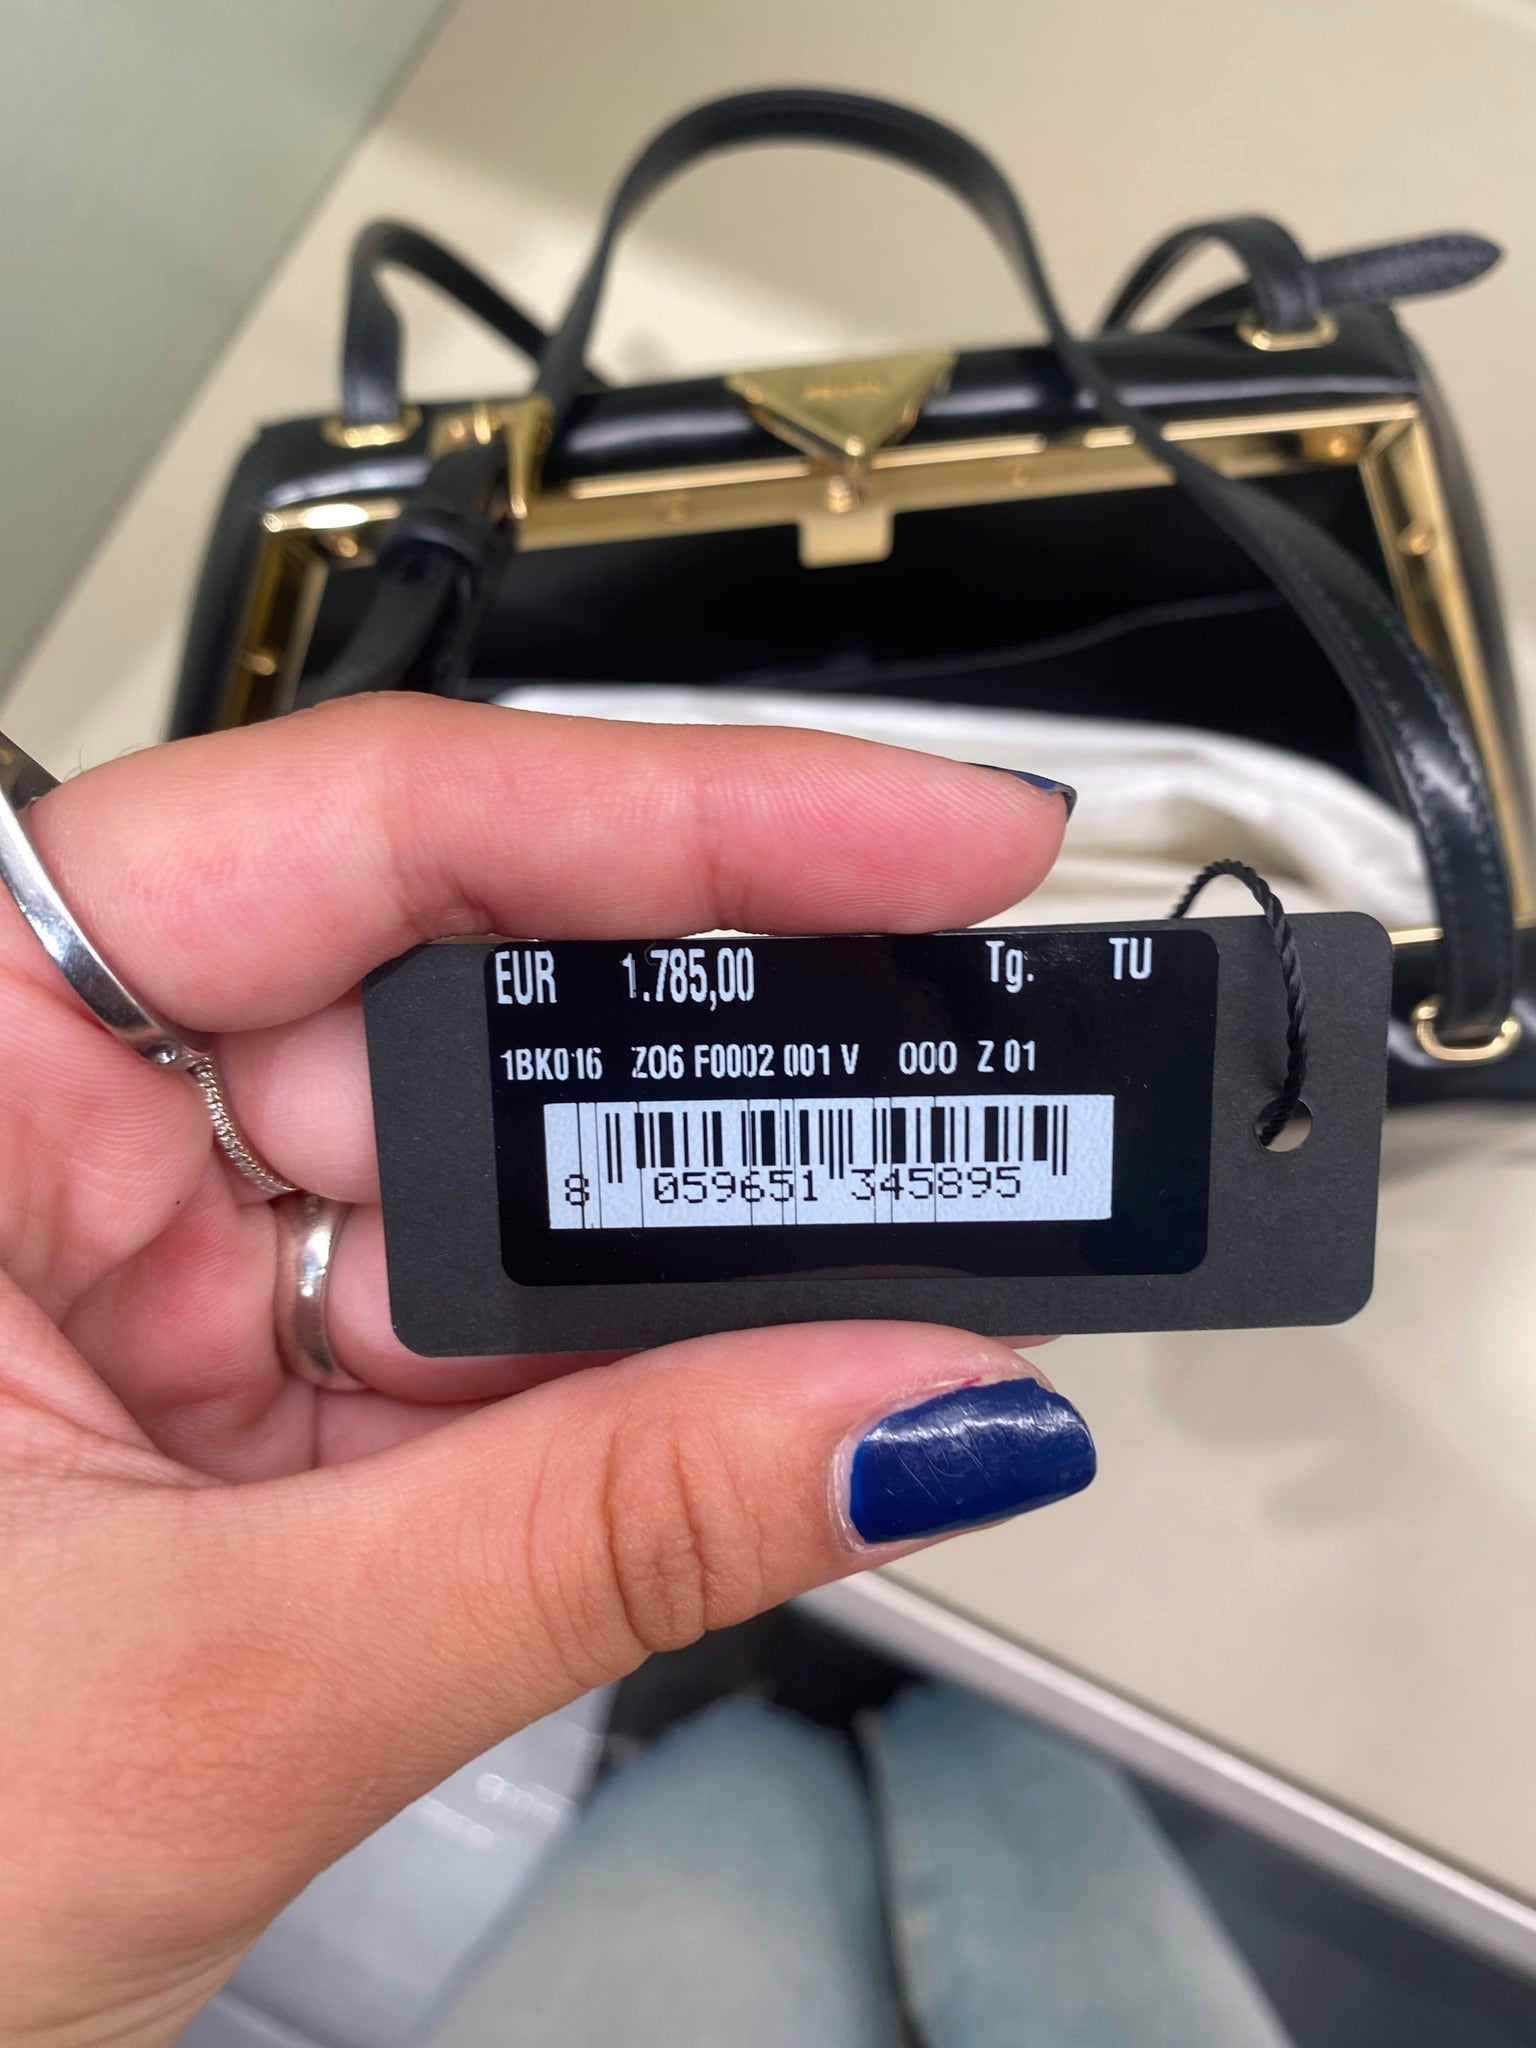 EUR 1.785,00 Tg. TU
1BK016 ZO6 F0002 001 V 000 Z 01
8 059651 345895